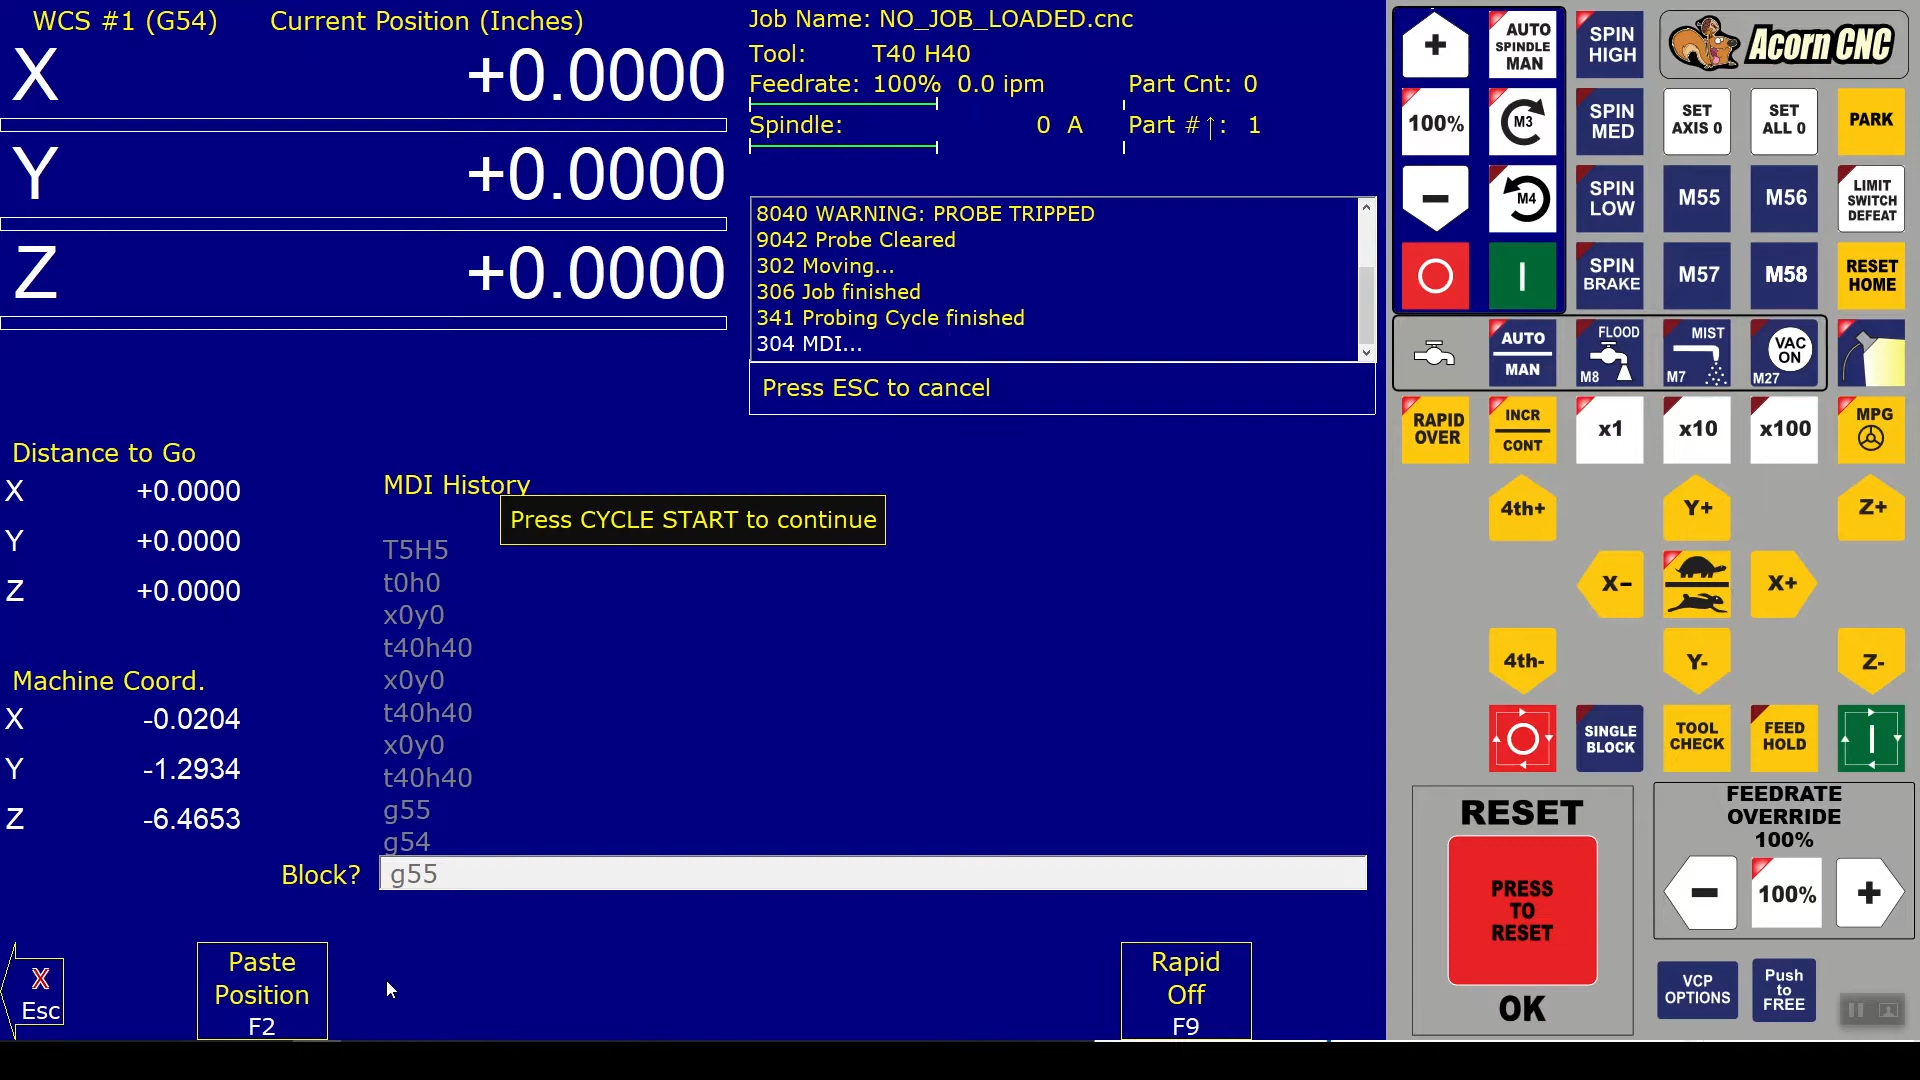 WCS #1 (G54) Current Position (Inches)
X +0.0000
Y +0.0000
Z +0.0000
Job Name: NO_JOB_LOADED.cnc
Tool: T40 H40
Feedrate: 100% 0.0 ipm Part Cnt: 0
Spindle: 0 A Part #↑: 1
8040 WARNING: PROBE TRIPPED
9042 Probe Cleared
302 Moving...
306 Job finished
341 Probing Cycle finished
304 MDI...
Press ESC to cancel
Distance to Go
X +0.0000
Y +0.0000
Z +0.0000
Machine Coord.
X -0.0204
Y -1.2934
Z -6.4653
MDI History
Press CYCLE START to continue
T5H5
t0h0
x0y0
t40h40
x0y0
t40h40
x0y0
t40h40
g55
g54
Block? g55
X
Esc
Paste
Position
F2
Rapid
Off
F9
+
AUTO
SPINDLE
MAN
SPIN
HIGH
Acorn CNC
100%
M3
SPIN
MED
SET
AXIS 0
SET
ALL 0
PARK
−
M4
SPIN
LOW
M55
M56
LIMIT
SWITCH
DEFEAT
SPIN
BRAKE
M57
M58
RESET
HOME
AUTO
MAN
FLOOD
M8
MIST
M7
VAC
ON
M27
RAPID
OVER
INCR
CONT
x1
x10
x100
MPG
4th+
Y+
Z+
X−
X+
4th-
Y-
Z-
SINGLE
BLOCK
TOOL
CHECK
FEED
HOLD
RESET
PRESS
TO
RESET
OK
FEEDRATE
OVERRIDE
100%
−
100%
+
VCP
OPTIONS
Push
to
FREE